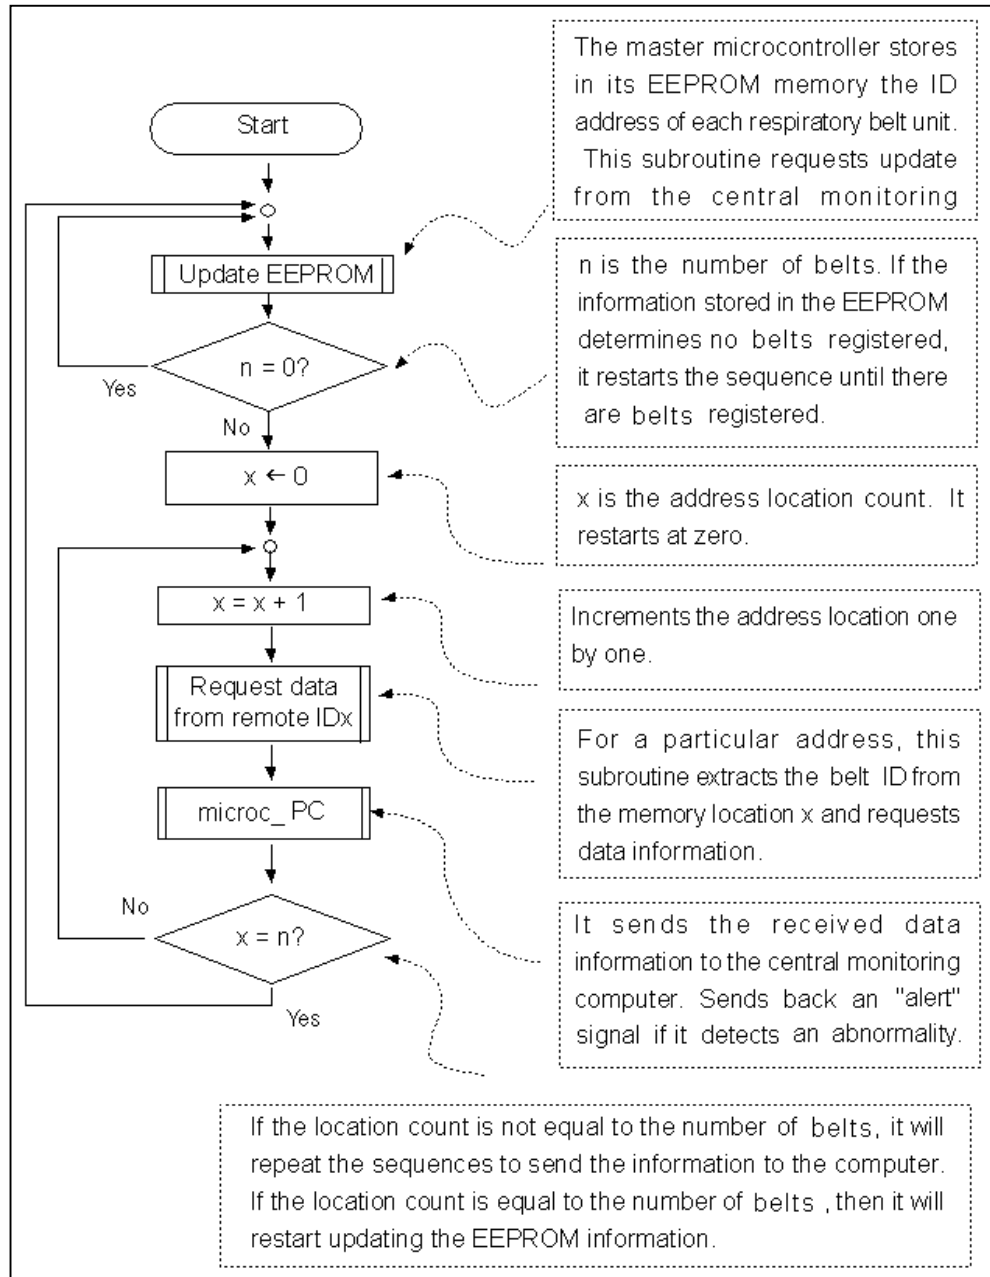 Start
Update EEPROM
n = 0?
Yes
No
x ← 0
x = x + 1
Request data
from remote IDx
microc_ PC
No
x = n?
Yes
The master microcontroller stores
in its EEPROM memory the ID
address of each respiratory belt unit.
This subroutine requests update
from the central monitoring
n is the number of belts. If the
information stored in the EEPROM
determines no belts registered,
it restarts the sequence until there
are belts registered.
x is the address location count. It
restarts at zero.
Increments the address location one
by one.
For a particular address, this
subroutine extracts the belt ID from
the memory location x and requests
data information.
It sends the received data
information to the central monitoring
computer. Sends back an "alert"
signal if it detects an abnormality.
If the location count is not equal to the number of belts, it will
repeat the sequences to send the information to the computer.
If the location count is equal to the number of belts , then it will
restart updating the EEPROM information.